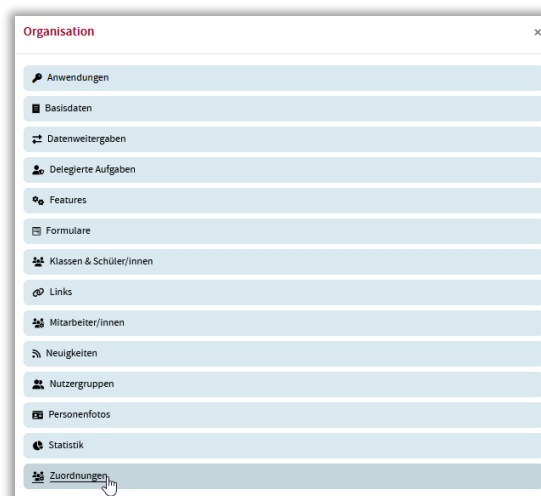 Organisation
Anwendungen
Basisdaten
Datenweitergaben
Delegierte Aufgaben
Features
Formulare
Klassen & Schüler/innen
Links
Mitarbeiter/innen
Neuigkeiten
Nutzergruppen
Personenfotos
Statistik
Zuordnungen